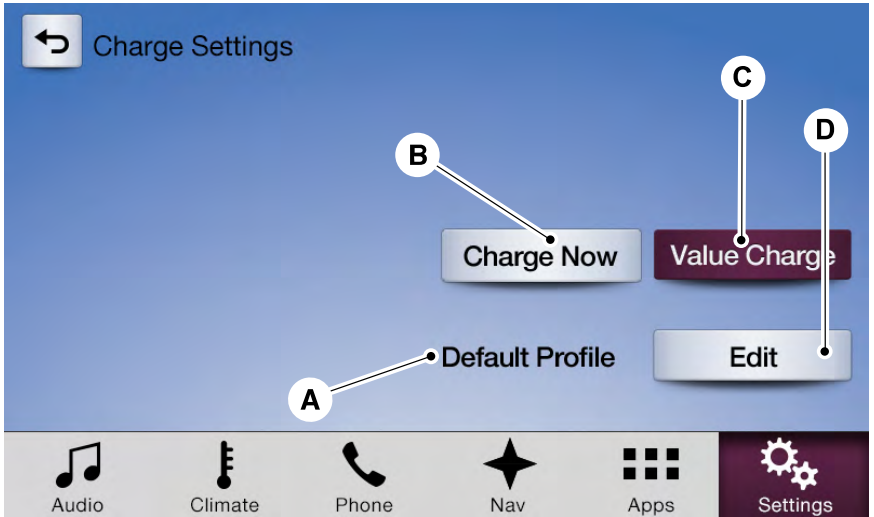 Charge Settings
C
D
B
Charge Now
Value Charge
Default Profile
Edit
A
Audio
Climate
Phone
Nav
Apps
Settings